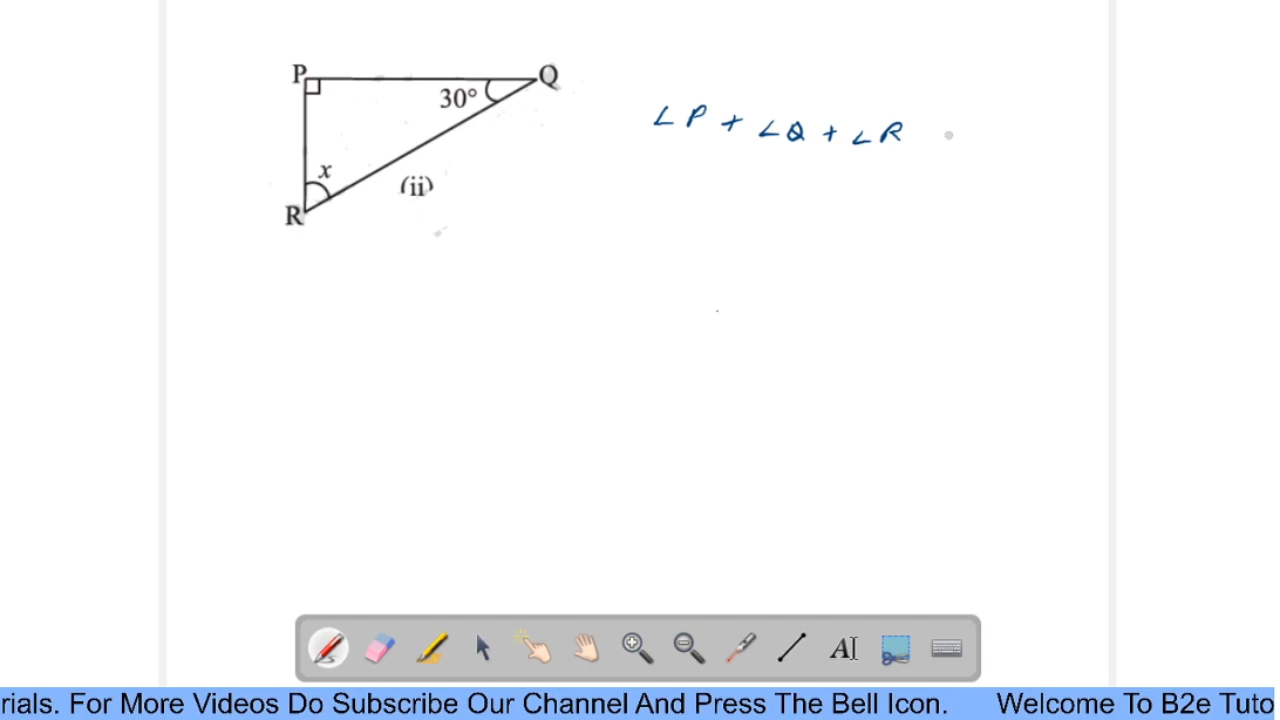 P
Q
30°
∠P + ∠Q + ∠R
x
(ii)
R
AI
rials. For More Videos Do Subscribe Our Channel And Press The Bell Icon. Welcome To B2e Tuto